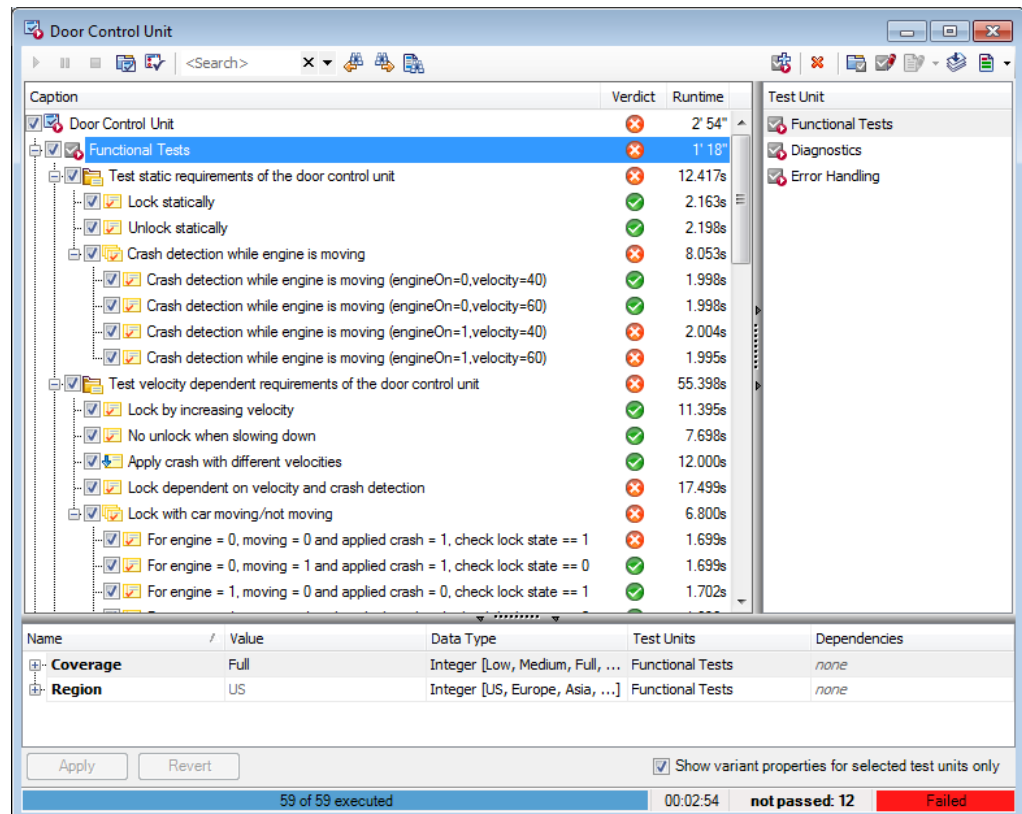 Door Control Unit
<Search>
Caption Verdict Runtime Test Unit
Door Control Unit 2' 54"
Functional Tests 1' 18"
Test static requirements of the door control unit 12.417s
Lock statically 2.163s
Unlock statically 2.198s
Crash detection while engine is moving 8.053s
Crash detection while engine is moving (engineOn=0,velocity=40) 1.998s
Crash detection while engine is moving (engineOn=0,velocity=60) 1.998s
Crash detection while engine is moving (engineOn=1,velocity=40) 2.004s
Crash detection while engine is moving (engineOn=1,velocity=60) 1.995s
Test velocity dependent requirements of the door control unit 55.398s
Lock by increasing velocity 11.395s
No unlock when slowing down 7.698s
Apply crash with different velocities 12.000s
Lock dependent on velocity and crash detection 17.499s
Lock with car moving/not moving 6.800s
For engine = 0, moving = 0 and applied crash = 1, check lock state == 1 1.699s
For engine = 0, moving = 1 and applied crash = 1, check lock state == 0 1.699s
For engine = 1, moving = 0 and applied crash = 0, check lock state == 1 1.702s
Functional Tests
Diagnostics
Error Handling
Name / Value Data Type Test Units Dependencies
Coverage Full Integer [Low, Medium, Full, ... Functional Tests none
Region US Integer [US, Europe, Asia, ...] Functional Tests none
Apply Revert Show variant properties for selected test units only
59 of 59 executed 00:02:54 not passed: 12 Failed